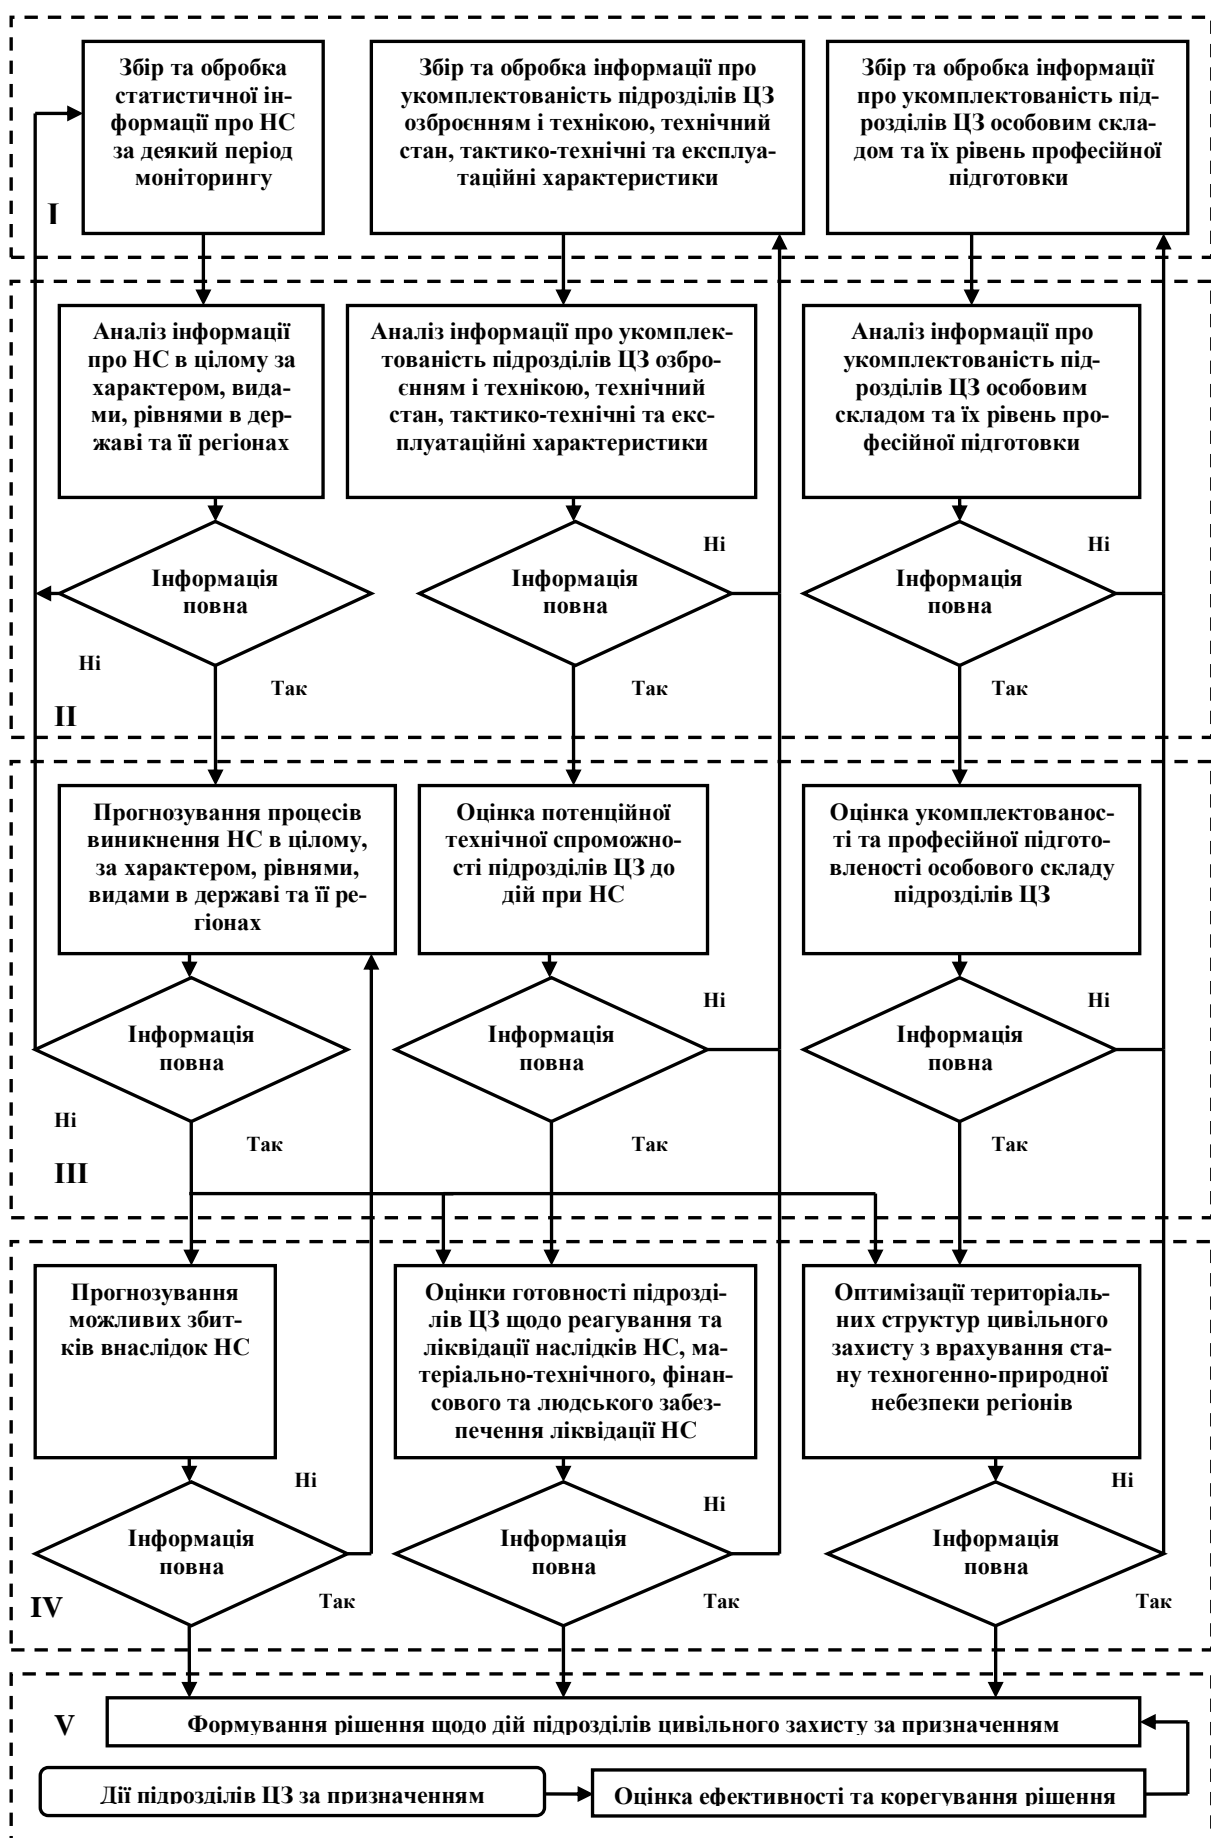 Збір та обробка
статистичної ін-
формації про НС
за деякий період
моніторингу
Збір та обробка інформації про
укомплектованість підрозділів ЦЗ
озброєнням і технікою, технічний
стан, тактико-технічні та експлуа-
таційні характеристики
Збір та обробка інформації
про укомплектованість під-
розділів ЦЗ особовим скла-
дом та їх рівень професійної
підготовки
I
Аналіз інформації
про НС в цілому за
характером, вида-
ми, рівнями в дер-
жаві та її регіонах
Аналіз інформації про укомплек-
тованість підрозділів ЦЗ озбро-
єнням і технікою, технічний
стан, тактико-технічні та екс-
плуатаційні характеристики
Аналіз інформації про
укомплектованість під-
розділів ЦЗ особовим
складом та їх рівень про-
фесійної підготовки
Інформація
повна
Ні
Інформація
повна
Ні
Інформація
повна
Ні
Так
Так
Так
II
Прогнозування процесів
виникнення НС в цілому,
за характером, рівнями,
видами в державі та її ре-
гіонах
Оцінка потенційної
технічної спроможно-
сті підрозділів ЦЗ до
дій при НС
Оцінка укомплектованос-
ті та професійної підгото-
вленості особового складу
підрозділів ЦЗ
Інформація
повна
Ні
Інформація
повна
Ні
Інформація
повна
Ні
Так
Так
Так
III
Прогнозування
можливих збит-
ків внаслідок НС
Оцінки готовності підрозді-
лів ЦЗ щодо реагування та
ліквідації наслідків НС, ма-
теріально-технічного, фінан-
сового та людського забез-
печення ліквідації НС
Оптимізації територіаль-
них структур цивільного
захисту з врахування ста-
ну техногенно-природної
небезпеки регіонів
Ні
Інформація
повна
Ні
Інформація
повна
Ні
Інформація
повна
Так
Так
Так
IV
V
Формування рішення щодо дій підрозділів цивільного захисту за призначенням
Дії підрозділів ЦЗ за призначенням
Оцінка ефективності та корегування рішення